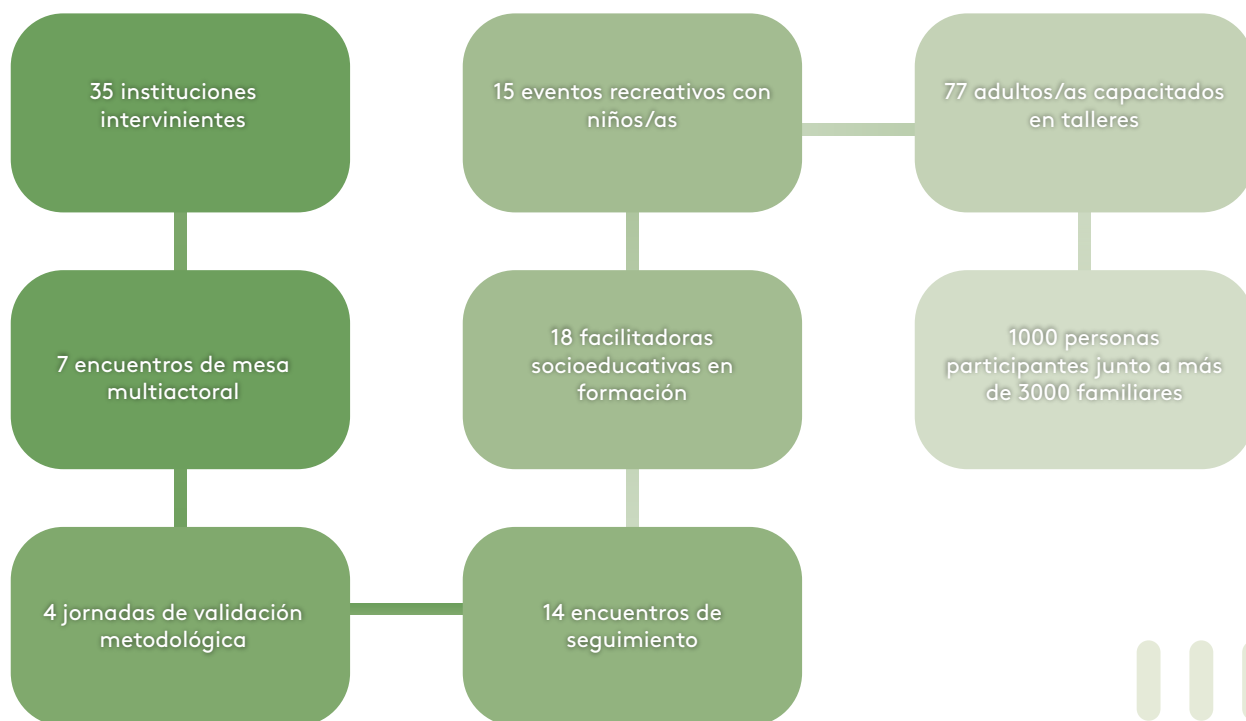 35 instituciones
intervinientes
7 encuentros de mesa
multiactoral
4 jornadas de validación
metodológica
14 encuentros de
seguimiento
18 facilitadoras
socioeducativas en
formación
15 eventos recreativos con
niños/as
77 adultos/as capacitados
en talleres
1000 personas
participantes junto a más
de 3000 familiares